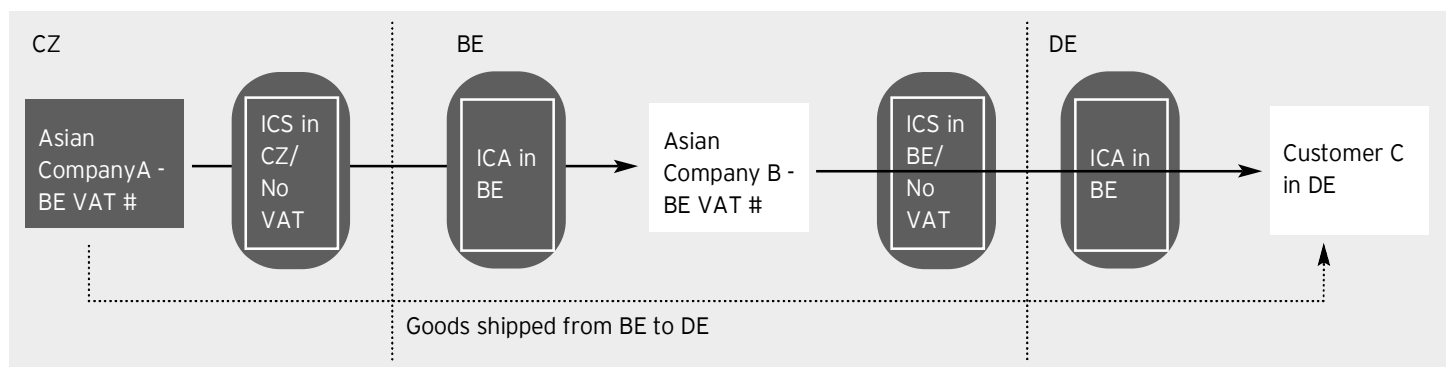 CZ
BE
DE
Asian
CompanyA -
BE VAT #
ICS in
CZ/
No
VAT
ICA in
BE
Asian
Company B -
BE VAT #
ICS in
BE/
No
VAT
ICA in
BE
Customer C
in DE
Goods shipped from BE to DE